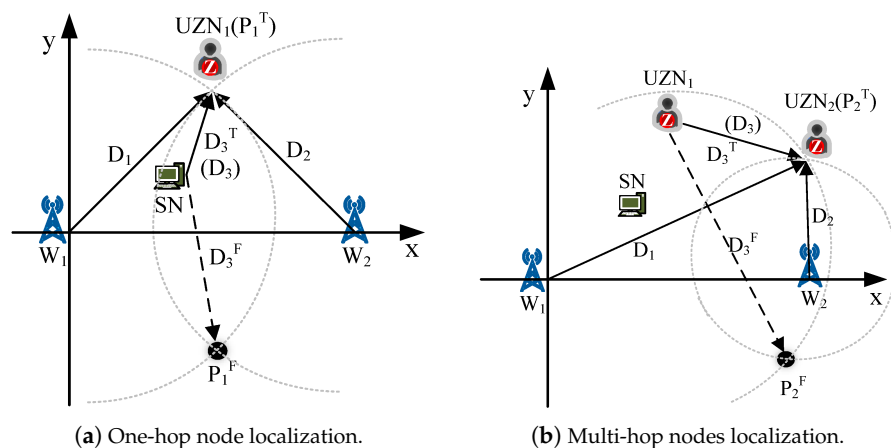 UZN₁(P₁ᵀ)
y
Z
D₁
D₃ᵀ
(D₃)
D₂
SN
W₁
W₂
x
D₃ᶠ
P₁ᶠ
(a) One-hop node localization.
y
UZN₁
Z
UZN₂(P₂ᵀ)
Z
(D₃)
D₃ᵀ
SN
D₂
D₁
D₃ᶠ
W₁
W₂
x
P₂ᶠ
(b) Multi-hop nodes localization.